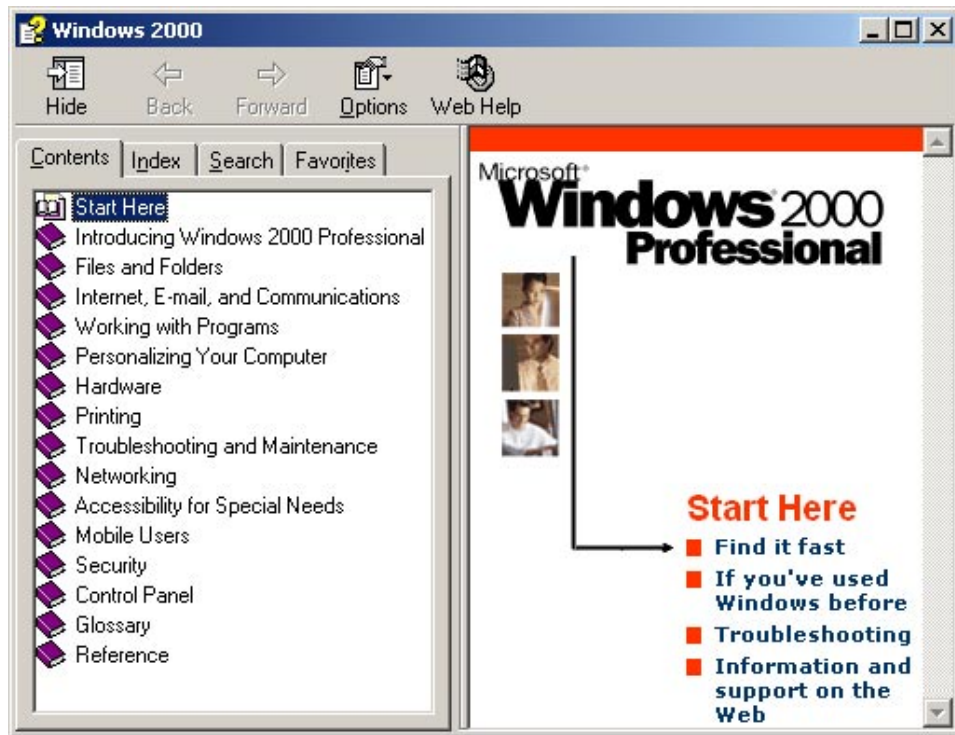 Windows 2000
Hide Back Forward Options Web Help
Contents Index Search Favorites
Start Here
Introducing Windows 2000 Professional
Files and Folders
Internet, E-mail, and Communications
Working with Programs
Personalizing Your Computer
Hardware
Printing
Troubleshooting and Maintenance
Networking
Accessibility for Special Needs
Mobile Users
Security
Control Panel
Glossary
Reference
Microsoft®
Windows® 2000
Professional
Start Here
Find it fast
If you've used
Windows before
Troubleshooting
Information and
support on the
Web